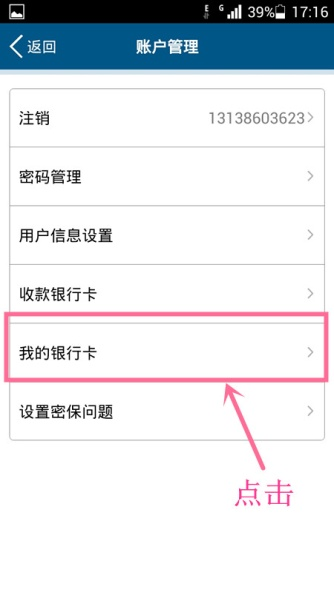 E G 39% 17:16
返回 账户管理
注销 13138603623
密码管理
用户信息设置
收款银行卡
我的银行卡
设置密保问题
点击